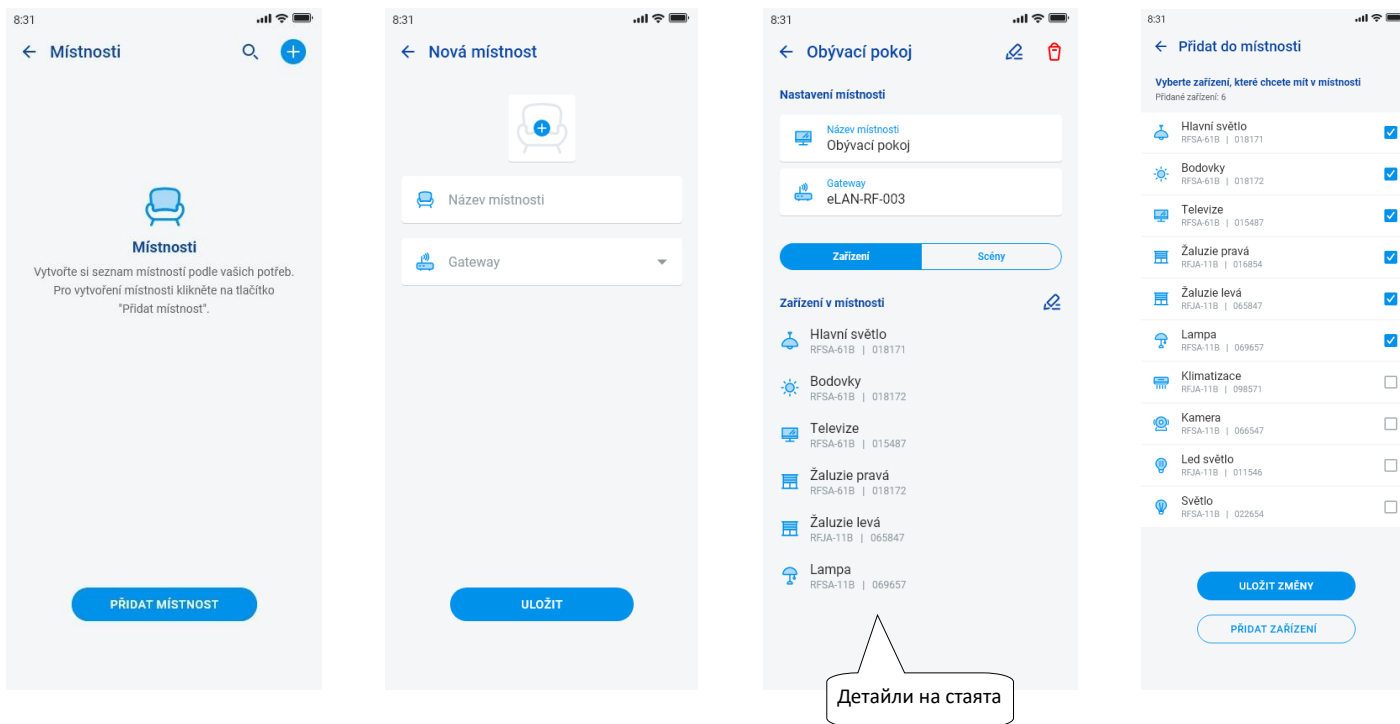 8:31
Místnosti
Místnosti
Vytvořte si seznam místností podle vašich potřeb.
Pro vytvoření místnosti klikněte na tlačítko
"Přidat místnost".
PŘIDAT MÍSTNOST
8:31
Nová místnost
Název místnosti
Gateway
ULOŽIT
8:31
Obývací pokoj
Nastavení místnosti
Název místnosti
Obývací pokoj
Gateway
eLAN-RF-003
Zařízení Scény
Zařízení v místnosti
Hlavní světlo
RFSA-61B | 018171
Bodovky
RFSA-61B | 018172
Televize
RFSA-61B | 015487
Žaluzie pravá
RFSA-61B | 018172
Žaluzie levá
RFJA-11B | 065847
Lampa
RFSA-11B | 069657
Детайли на стаята
8:31
Přidat do místnosti
Vyberte zařízení, které chcete mít v místnosti
Přidané zařízení: 6
Hlavní světlo
RFSA-61B | 018171
Bodovky
RFSA-61B | 018172
Televize
RFSA-61B | 015487
Žaluzie pravá
RFJA-11B | 016854
Žaluzie levá
RFJA-11B | 065847
Lampa
RFSA-11B | 069657
Klimatizace
RFJA-11B | 098571
Kamera
RFSA-11B | 066547
Led světlo
RFJA-11B | 011546
Světlo
RFSA-11B | 022654
ULOŽIT ZMĚNY
PŘIDAT ZAŘÍZENÍ